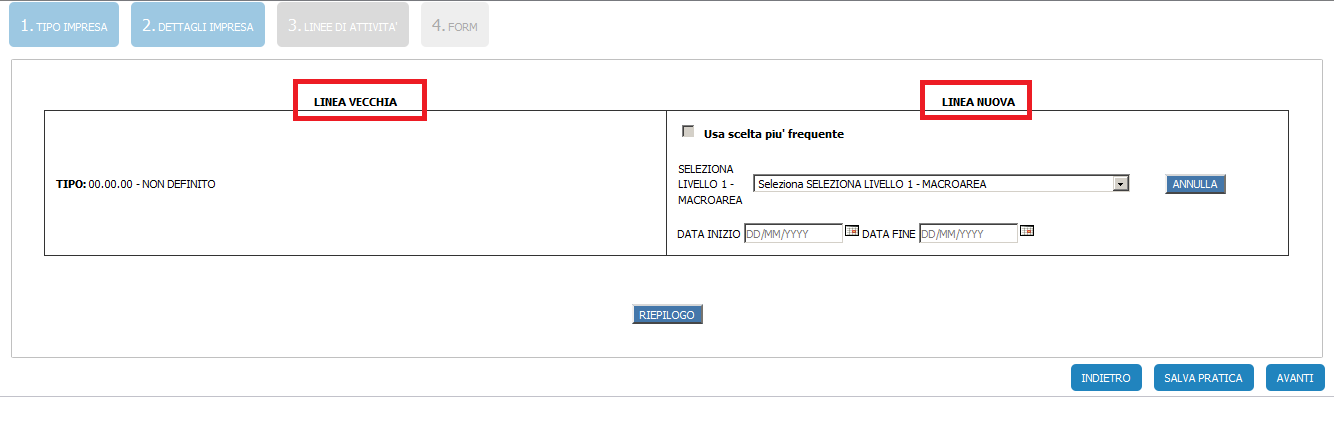 1. TIPO IMPRESA
2. DETTAGLI IMPRESA
3. LINEE DI ATTIVITA'
4. FORM
LINEA VECCHIA
LINEA NUOVA
TIPO: 00.00.00 - NON DEFINITO
Usa scelta piu' frequente
SELEZIONA
LIVELLO 1 -
MACROAREA
Seleziona SELEZIONA LIVELLO 1 - MACROAREA
ANNULLA
DATA INIZIO DD/MM/YYYY DATA FINE DD/MM/YYYY
RIEPILOGO
INDIETRO
SALVA PRATICA
AVANTI